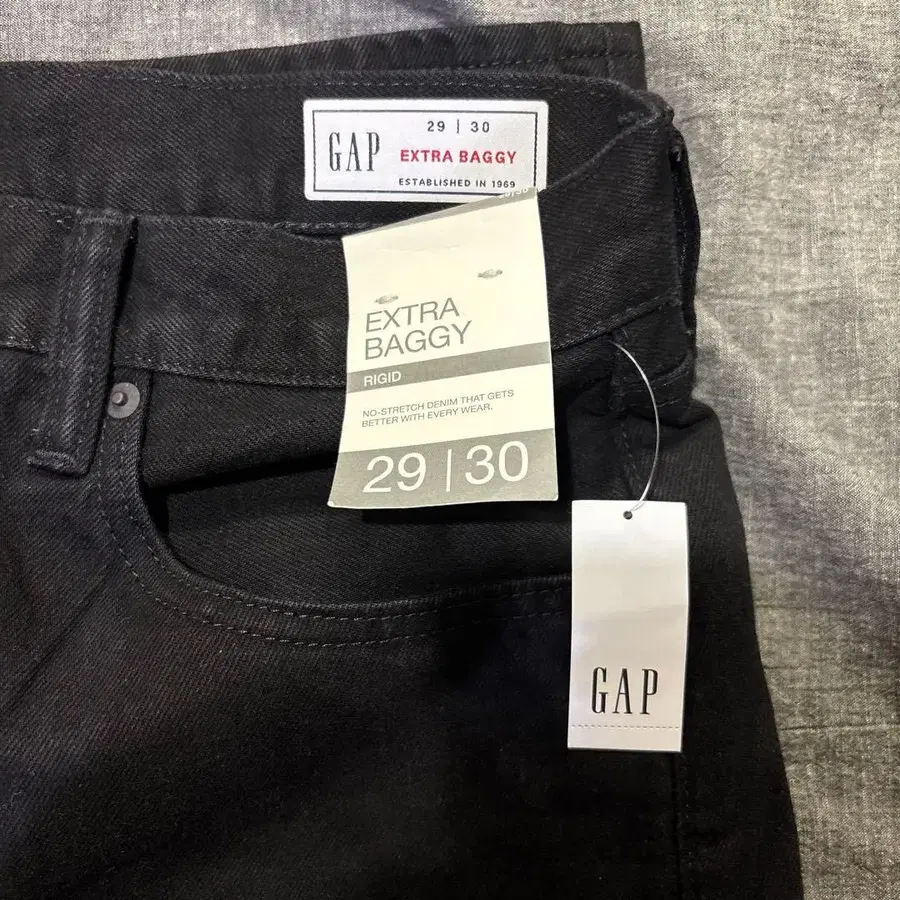 GAP
29 | 30
EXTRA BAGGY
ESTABLISHED IN 1969
EXTRA
BAGGY
RIGID
NO-STRETCH DENIM THAT GETS
BETTER WITH EVERY WEAR.
29 | 30
GAP